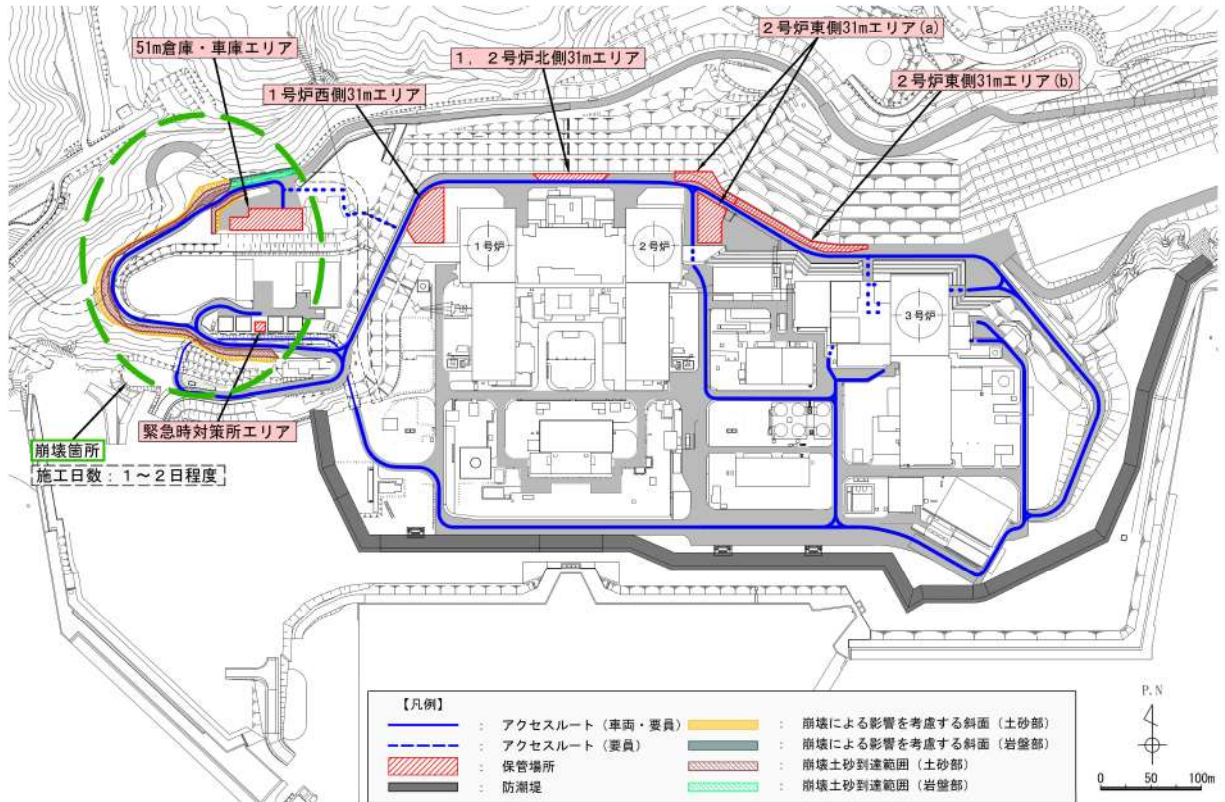 51m倉庫・車庫エリア
1号炉西側31mエリア
1，2号炉北側31mエリア
2号炉東側31mエリア(a)
2号炉東側31mエリア(b)
1号炉
2号炉
3号炉
緊急時対策所エリア
崩壊箇所
施工日数：1～2日程度
【凡例】
： アクセスルート（車両・要員）
： アクセスルート（要員）
： 保管場所
： 防潮堤
： 崩壊による影響を考慮する斜面（土砂部）
： 崩壊による影響を考慮する斜面（岩盤部）
： 崩壊土砂到達範囲（土砂部）
： 崩壊土砂到達範囲（岩盤部）
P.N
0 50 100m